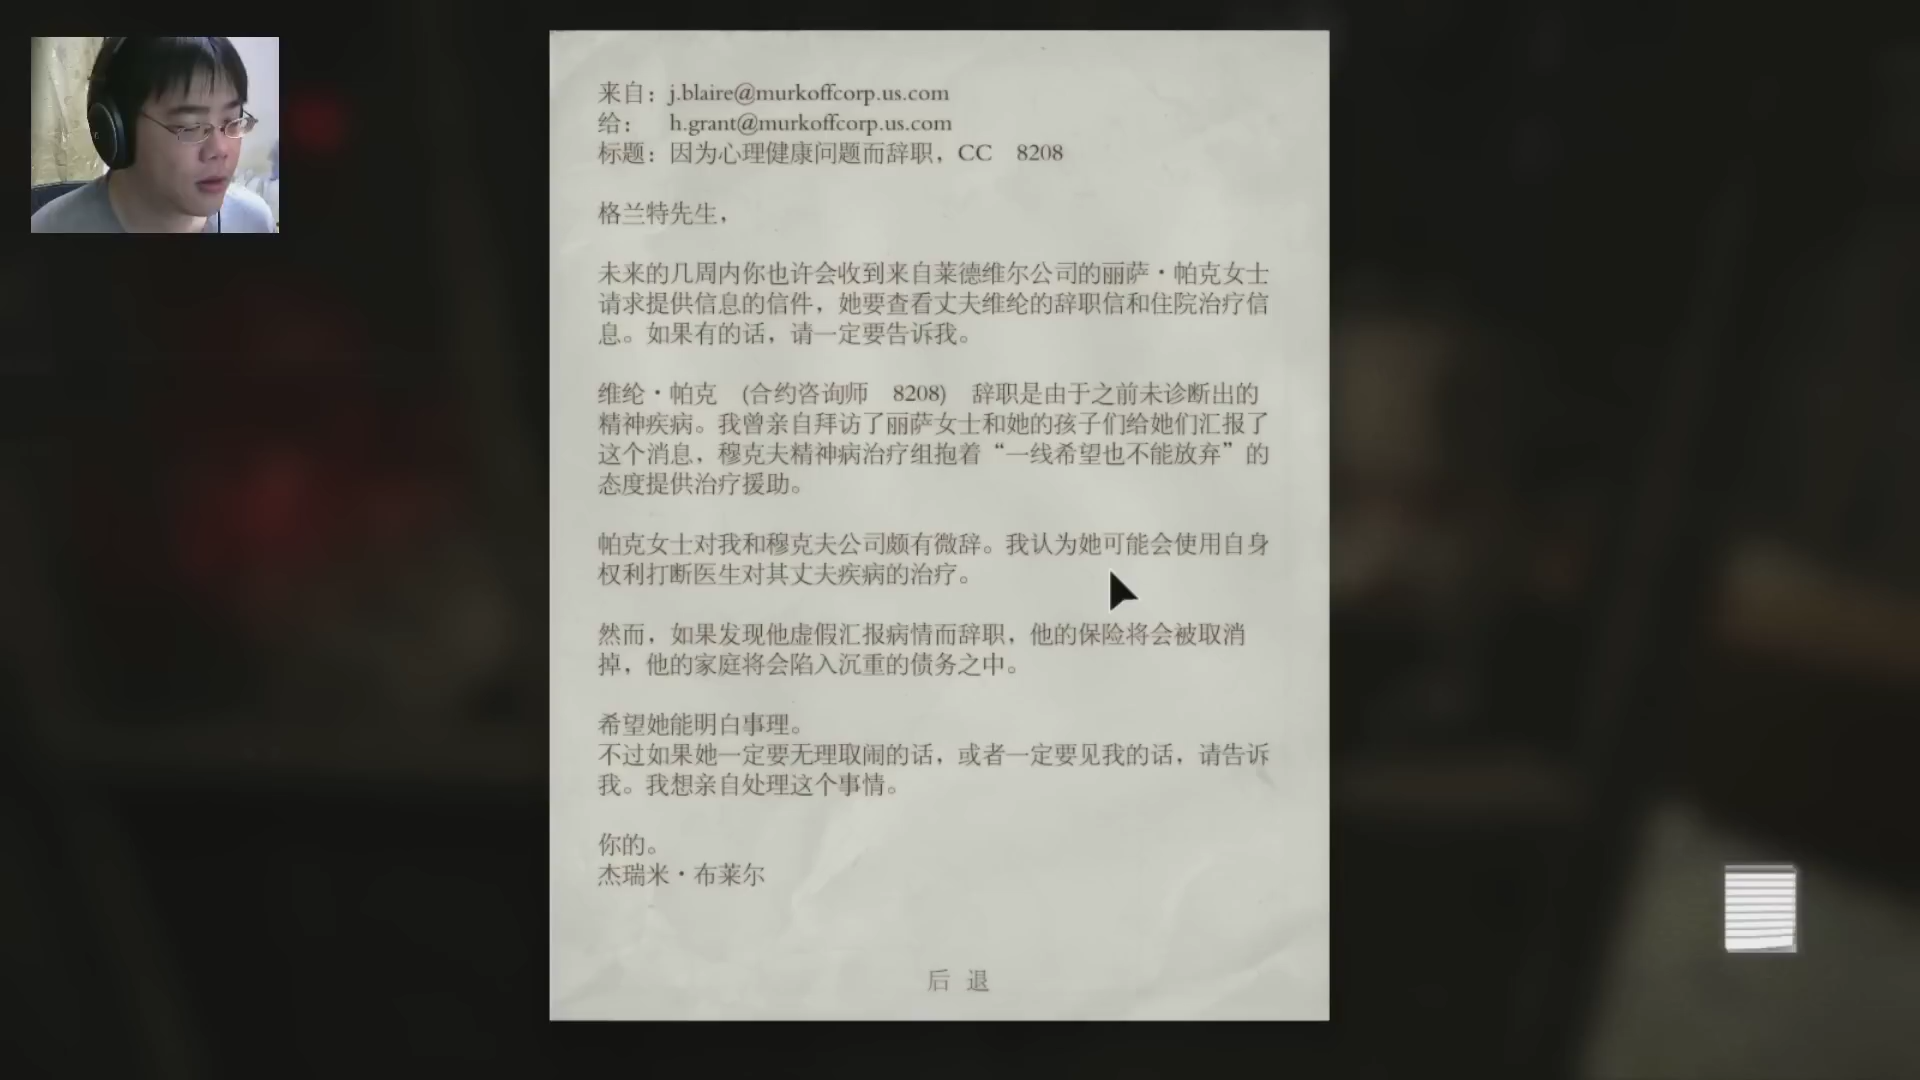 来自：j.blaire@murkoffcorp.us.com
给：h.grant@murkoffcorp.us.com
标题：因为心理健康问题而辞职，CC 8208
格兰特先生，
未来的几周内你也许会收到来自莱德维尔公司的丽萨·帕克女士
请求提供信息的信件，她要查看丈夫维纶的辞职信和住院治疗信
息。如果有的话，请一定要告诉我。
维纶·帕克 (合约咨询师 8208) 辞职是由于之前未诊断出的
精神疾病。我曾亲自拜访了丽萨女士和她的孩子们给她们汇报了
这个消息，穆克夫精神病治疗组抱着“一线希望也不能放弃”的
态度提供治疗援助。
帕克女士对我和穆克夫公司颇有微辞。我认为她可能会使用自身
权利打断医生对其丈夫疾病的治疗。
然而，如果发现他虚假汇报病情而辞职，他的保险将会被取消
掉，他的家庭将会陷入沉重的债务之中。
希望她能明白事理。
不过如果她一定要无理取闹的话，或者一定要见我的话，请告诉
我。我想亲自处理这个事情。
你的。
杰瑞米·布莱尔
后 退